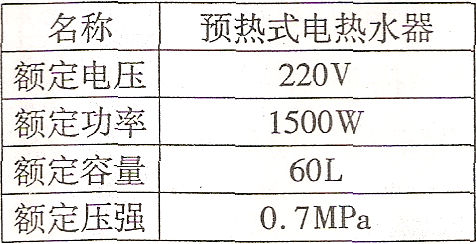 名称 预热式电热水器
额定电压 220V
额定功率 1500W
额定容量 60L
额定压强 0.7MPa